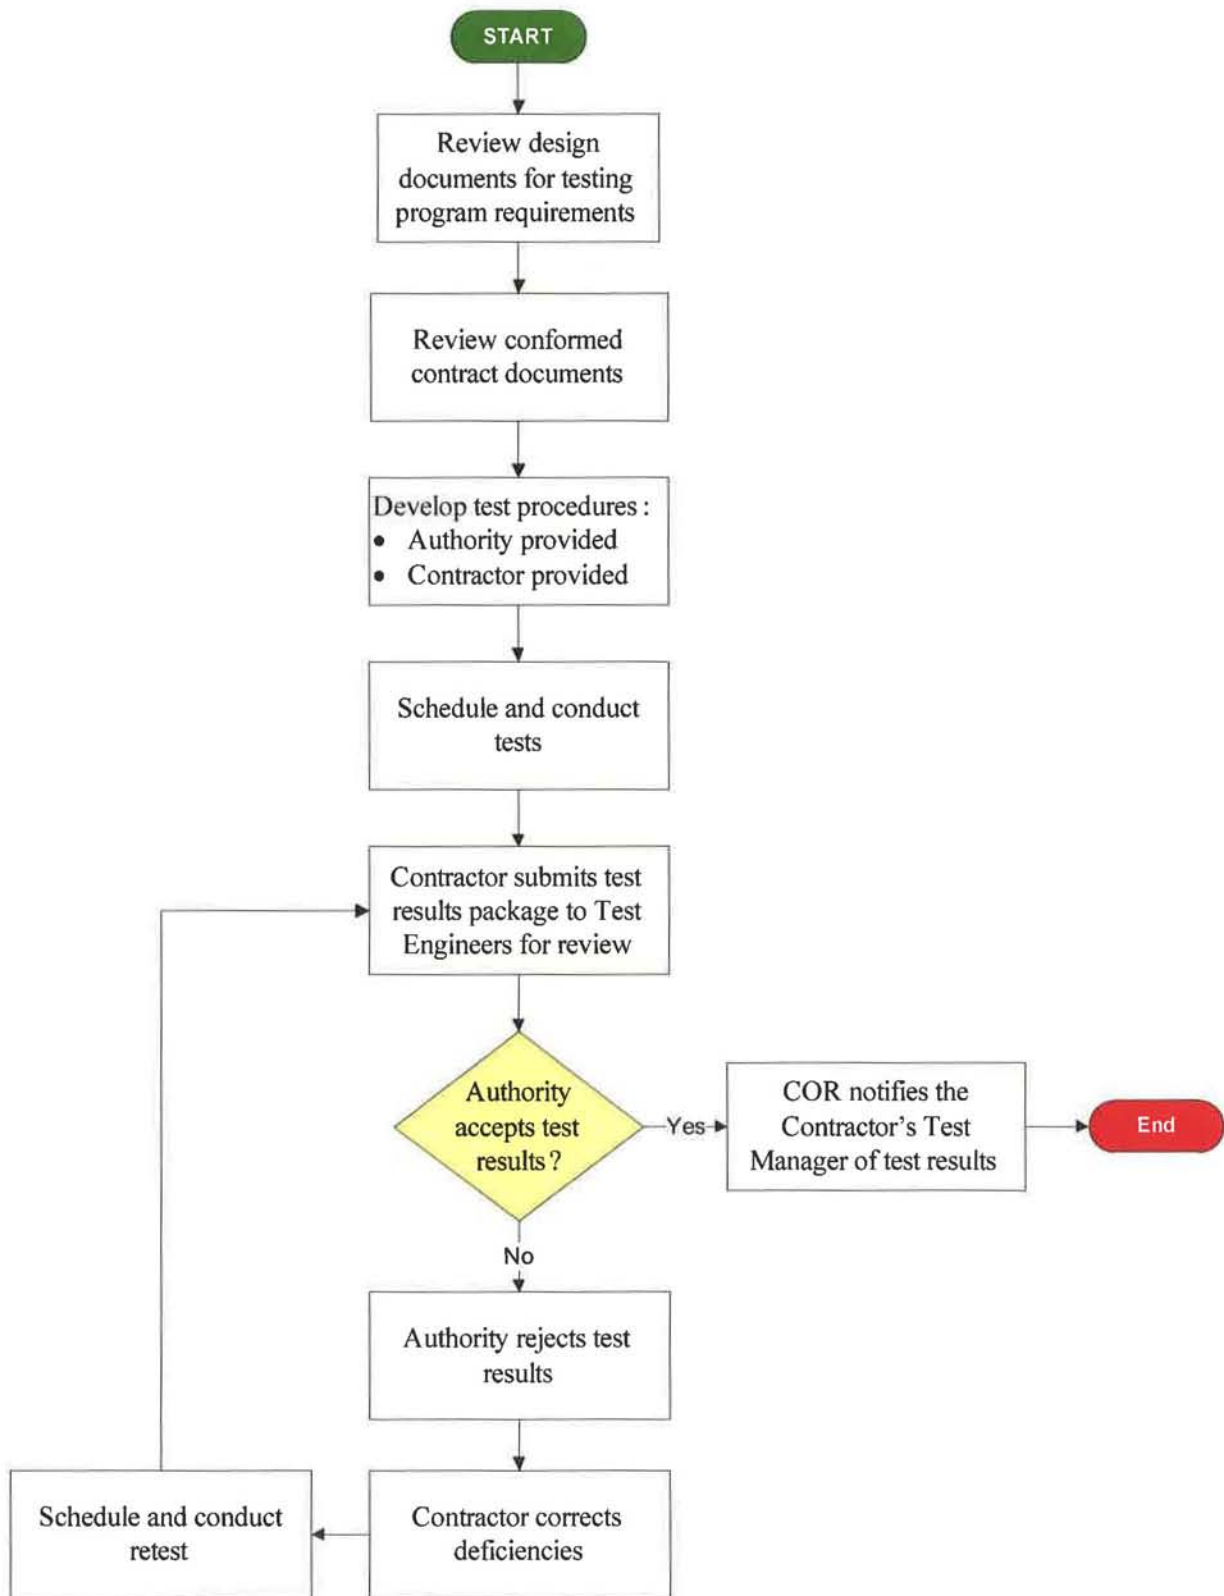 START
Review design
documents for testing
program requirements
Review conformed
contract documents
Develop test procedures :
• Authority provided
• Contractor provided
Schedule and conduct
tests
Contractor submits test
results package to Test
Engineers for review
Authority
accepts test
results?
Yes
COR notifies the
Contractor's Test
Manager of test results
End
No
Authority rejects test
results
Contractor corrects
deficiencies
Schedule and conduct
retest